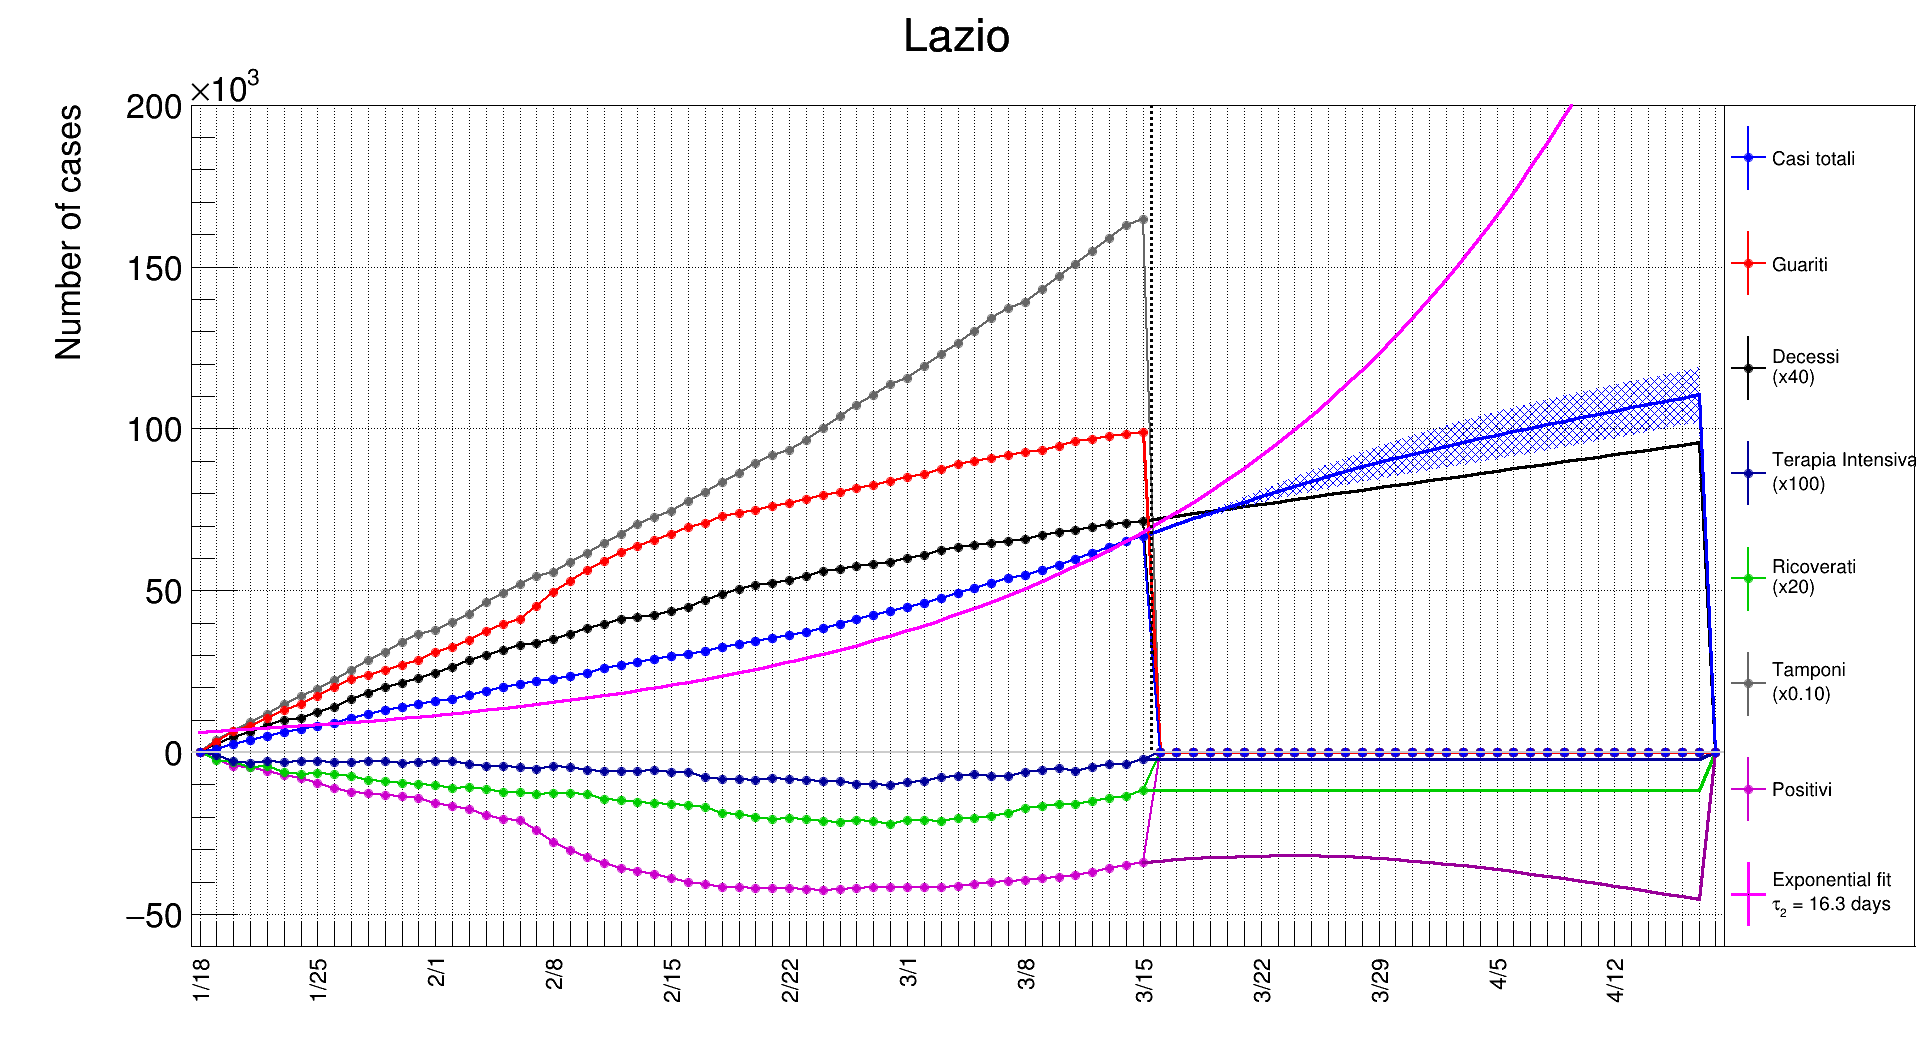 Lazio
×10³
Number of cases
200
150
100
50
0
−50
1/18
1/25
2/1
2/8
2/15
2/22
3/1
3/8
3/15
3/22
3/29
4/5
4/12
Casi totali
Guariti
Decessi
(x40)
Terapia Intensiva
(x100)
Ricoverati
(x20)
Tamponi
(x0.10)
Positivi
Exponential fit
τ₂ = 16.3 days